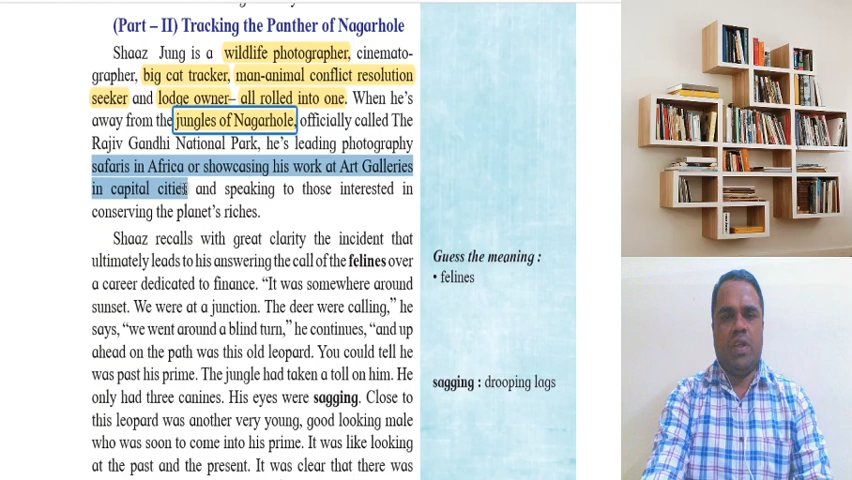 (Part – II) Tracking the Panther of Nagarhole
Shaaz Jung is a wildlife photographer, cinemato-
grapher, big cat tracker, man-animal conflict resolution
seeker and lodge owner– all rolled into one. When he's
away from the jungles of Nagarhole, officially called The
Rajiv Gandhi National Park, he's leading photography
safaris in Africa or showcasing his work at Art Galleries
in capital cities and speaking to those interested in
conserving the planet's riches.
Shaaz recalls with great clarity the incident that
ultimately leads to his answering the call of the felines over
a career dedicated to finance. “It was somewhere around
sunset. We were at a junction. The deer were calling,” he
says, “we went around a blind turn,” he continues, “and up
ahead on the path was this old leopard. You could tell he
was past his prime. The jungle had taken a toll on him. He
only had three canines. His eyes were sagging. Close to
this leopard was another very young, good looking male
who was soon to come into his prime. It was like looking
at the past and the present. It was clear that there was
Guess the meaning :
• felines
sagging : drooping lags